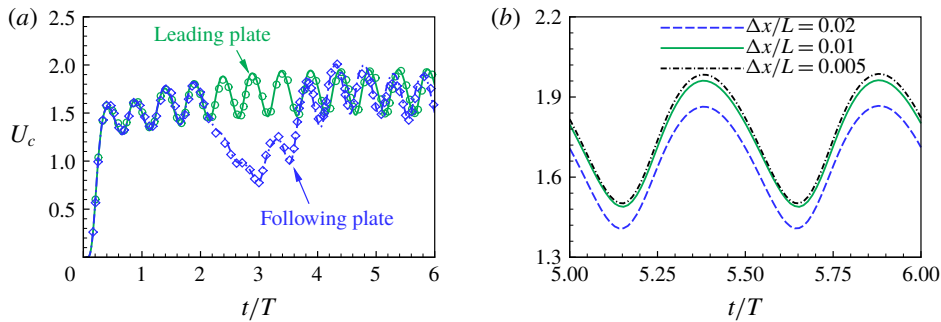 (a)
2.5
2.0
1.5
1.0
0.5
0
1
2
3
4
5
6
U_c
t/T
Leading plate
Following plate
(b)
2.2
1.9
1.6
1.3
5.00
5.25
5.50
5.75
6.00
t/T
Δx/L = 0.02
Δx/L = 0.01
Δx/L = 0.005